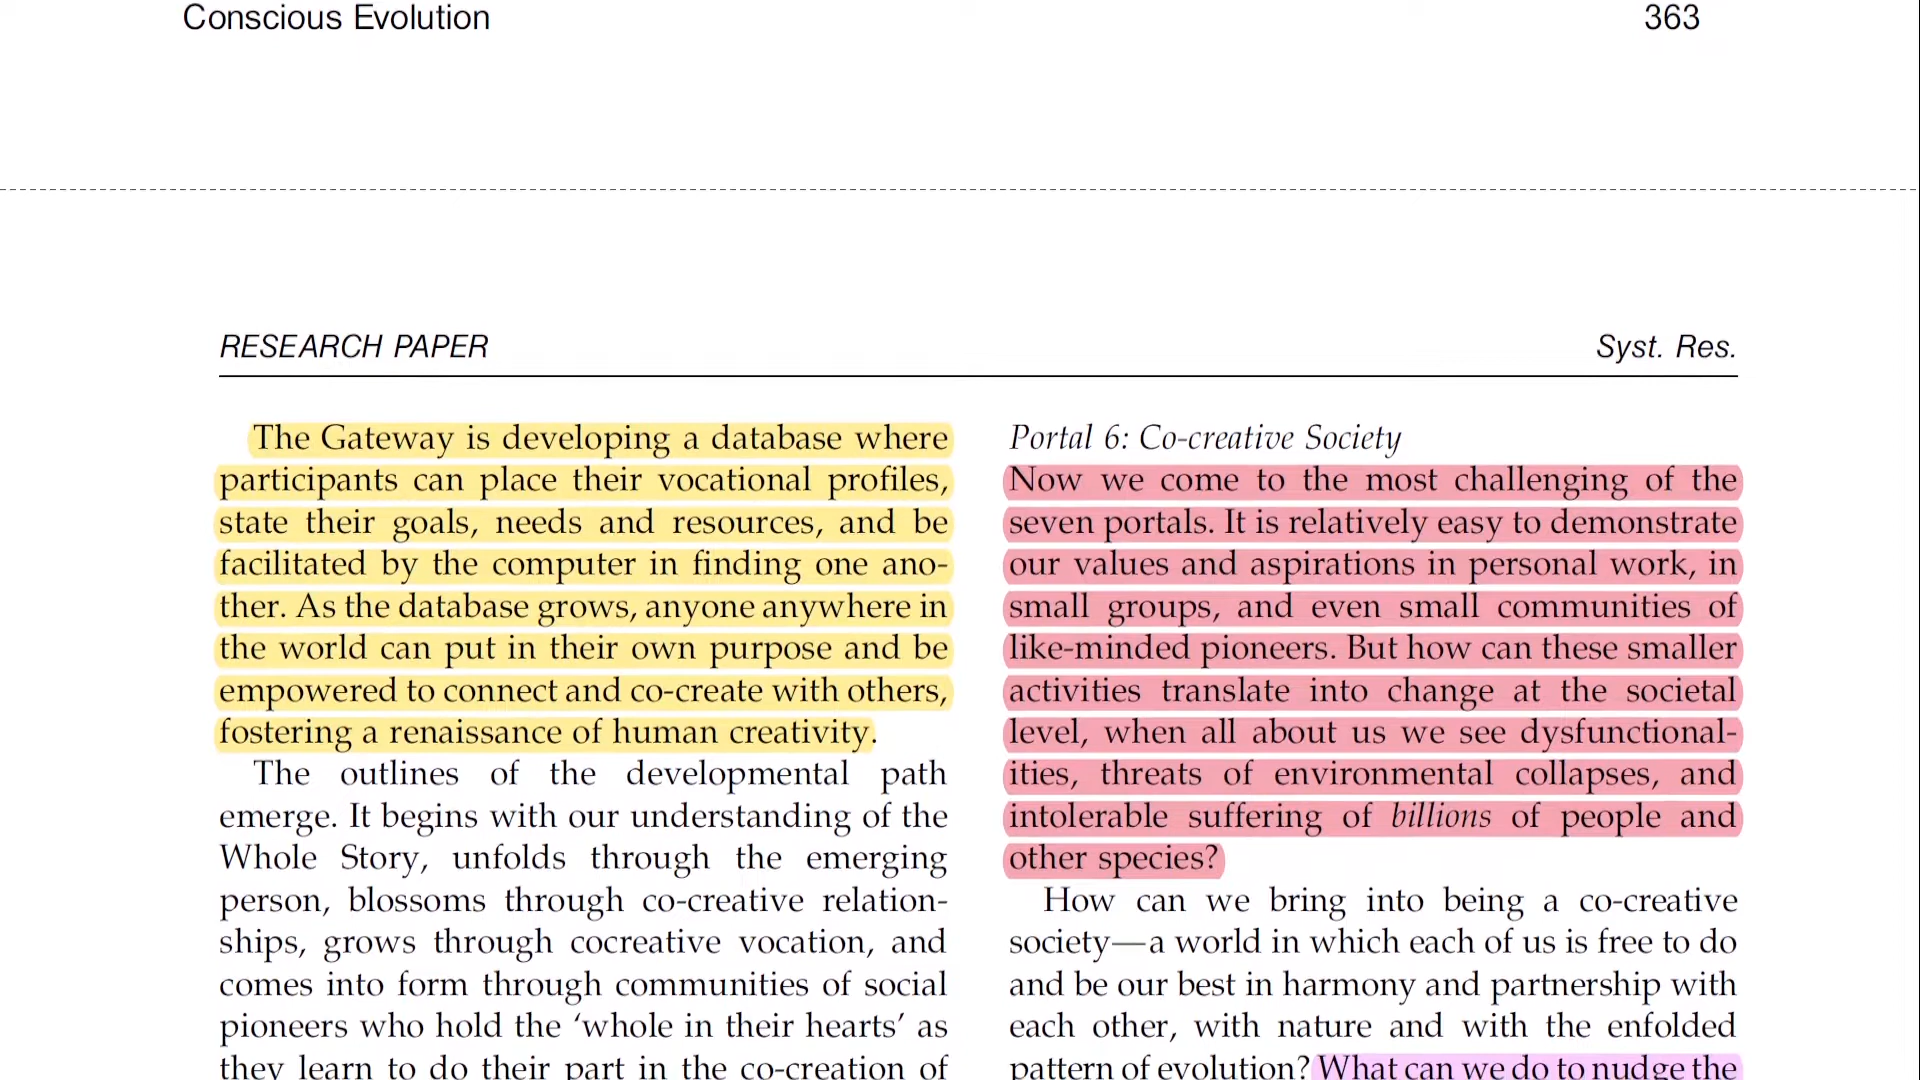 Conscious Evolution
363
RESEARCH PAPER
Syst. Res.
The Gateway is developing a database where
participants can place their vocational profiles,
state their goals, needs and resources, and be
facilitated by the computer in finding one ano-
ther. As the database grows, anyone anywhere in
the world can put in their own purpose and be
empowered to connect and co-create with others,
fostering a renaissance of human creativity.
The outlines of the developmental path
emerge. It begins with our understanding of the
Whole Story, unfolds through the emerging
person, blossoms through co-creative relation-
ships, grows through cocreative vocation, and
comes into form through communities of social
pioneers who hold the ‘whole in their hearts’ as
they learn to do their part in the co-creation of
Portal 6: Co-creative Society
Now we come to the most challenging of the
seven portals. It is relatively easy to demonstrate
our values and aspirations in personal work, in
small groups, and even small communities of
like-minded pioneers. But how can these smaller
activities translate into change at the societal
level, when all about us we see dysfunctional-
ities, threats of environmental collapses, and
intolerable suffering of billions of people and
other species?
How can we bring into being a co-creative
society—a world in which each of us is free to do
and be our best in harmony and partnership with
each other, with nature and with the enfolded
pattern of evolution? What can we do to nudge the